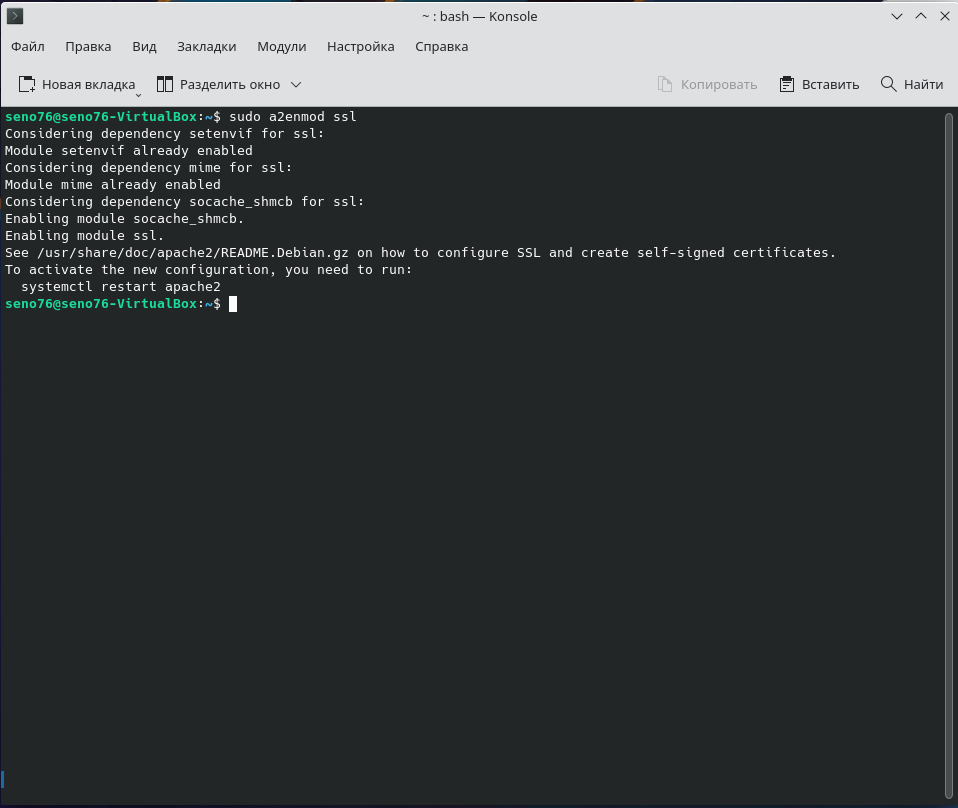 ~ : bash — Konsole
Файл Правка Вид Закладки Модули Настройка Справка
Новая вкладка Разделить окно Копировать Вставить Найти
seno76@seno76-VirtualBox:~$ sudo a2enmod ssl
Considering dependency setenvif for ssl:
Module setenvif already enabled
Considering dependency mime for ssl:
Module mime already enabled
Considering dependency socache_shmcb for ssl:
Enabling module socache_shmcb.
Enabling module ssl.
See /usr/share/doc/apache2/README.Debian.gz on how to configure SSL and create self-signed certificates.
To activate the new configuration, you need to run:
  systemctl restart apache2
seno76@seno76-VirtualBox:~$